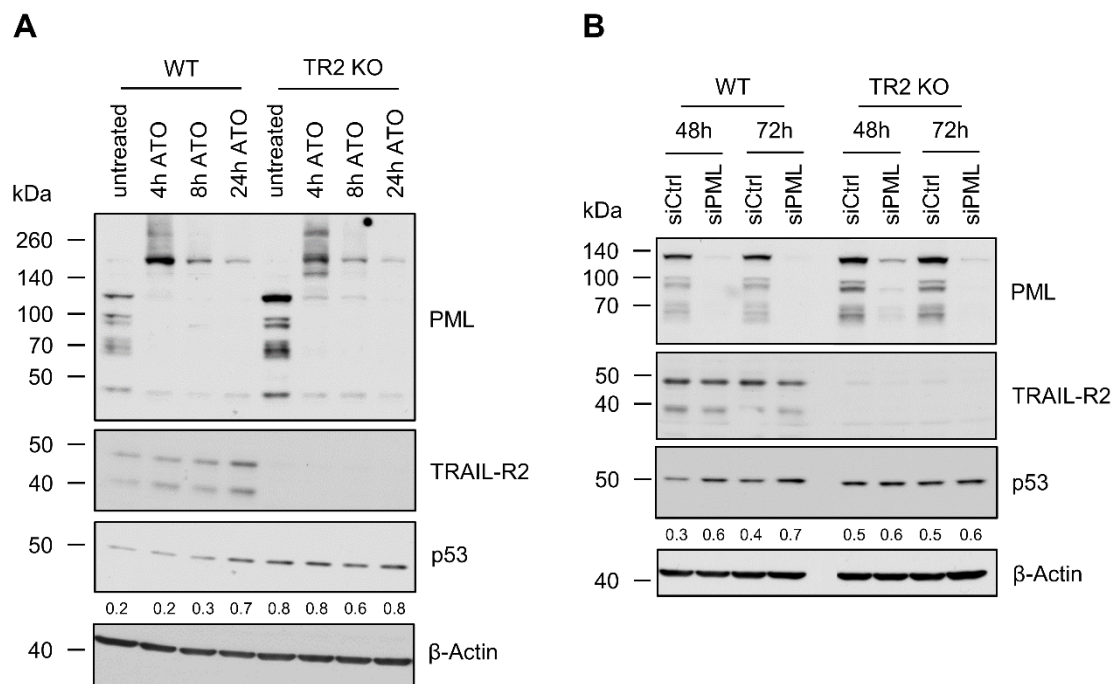 A
WT TR2 KO
untreated 4h ATO 8h ATO 24h ATO untreated 4h ATO 8h ATO 24h ATO
kDa
260
140
100
70
50
PML
50
40
TRAIL-R2
50
p53
0.2 0.2 0.3 0.7 0.8 0.8 0.6 0.8
40
β-Actin
B
WT TR2 KO
48h 72h 48h 72h
siCtrl siPML siCtrl siPML siCtrl siPML siCtrl siPML
kDa
140
100
70
PML
50
40
TRAIL-R2
50
p53
0.3 0.6 0.4 0.7 0.5 0.6 0.5 0.6
40
β-Actin